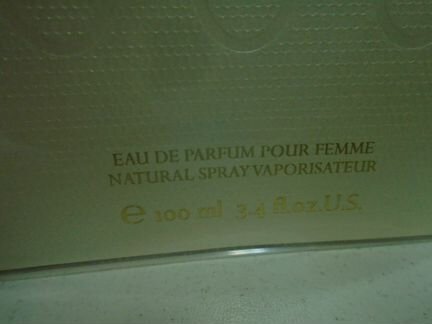 EAU DE PARFUM POUR FEMME
NATURAL SPRAY VAPORISATEUR
℮ 100 ml 3.4 fl.oz.U.S.